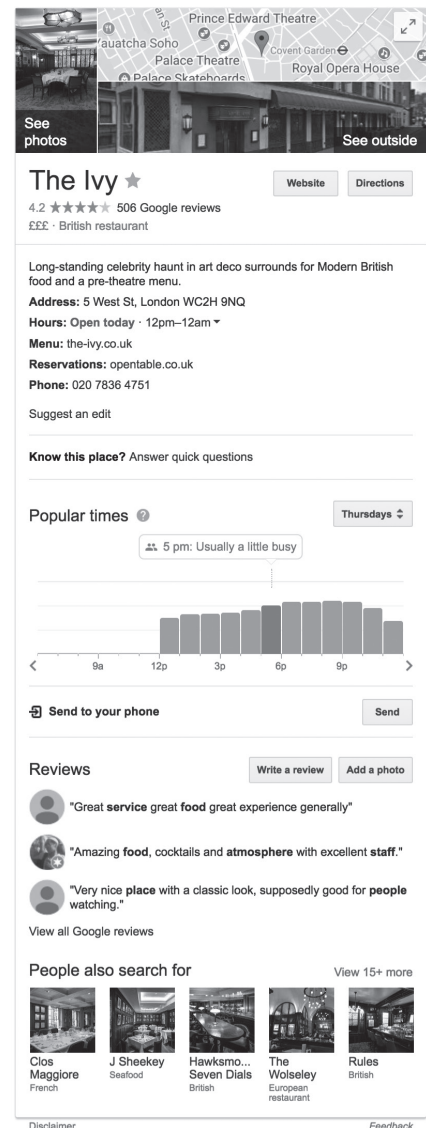 Prince Edward Theatre
'auatcha Soho
Palace Theatre
Covent Garden
Royal Opera House
Palace Skateboards
See
photos
See outside
The Ivy
Website
Directions
4.2 ★★★★★ 506 Google reviews
£££ · British restaurant
Long-standing celebrity haunt in art deco surrounds for Modern British
food and a pre-theatre menu.
Address: 5 West St, London WC2H 9NQ
Hours: Open today · 12pm–12am
Menu: the-ivy.co.uk
Reservations: opentable.co.uk
Phone: 020 7836 4751
Suggest an edit
Know this place? Answer quick questions
Popular times ?
Thursdays
5 pm: Usually a little busy
9a 12p 3p 6p 9p
Send to your phone
Send
Reviews
Write a review
Add a photo
"Great service great food great experience generally"
"Amazing food, cocktails and atmosphere with excellent staff."
"Very nice place with a classic look, supposedly good for people
watching."
View all Google reviews
People also search for
View 15+ more
Clos
Maggiore
French
J Sheekey
Seafood
Hawksmo...
Seven Dials
British
The
Wolseley
European
restaurant
Rules
British
Disclaimer
Feedback